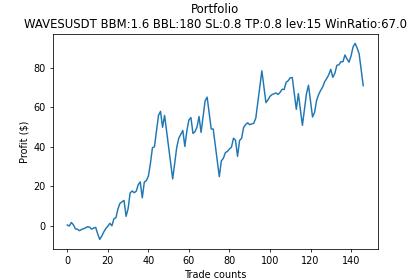 Portfolio
WAVESUSDT BBM:1.6 BBL:180 SL:0.8 TP:0.8 lev:15 WinRatio:67.0
Profit ($)
80
60
40
20
0
0 20 40 60 80 100 120 140
Trade counts